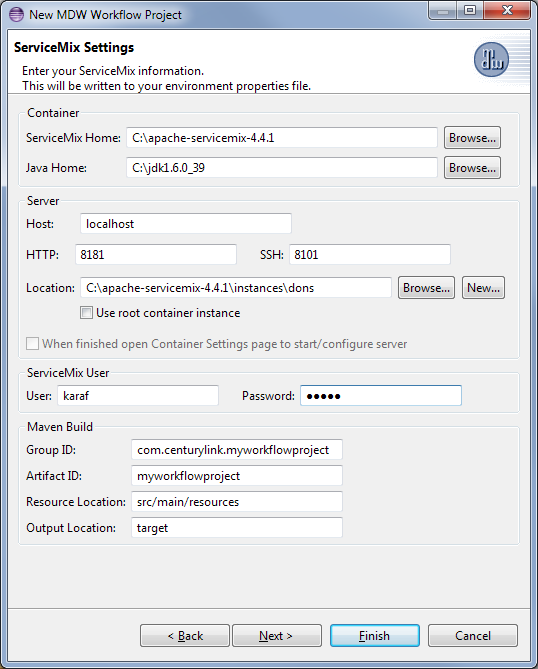 New MDW Workflow Project
ServiceMix Settings
Enter your ServiceMix information.
This will be written to your environment properties file.
Container
ServiceMix Home: C:\apache-servicemix-4.4.1 Browse...
Java Home: C:\jdk1.6.0_39 Browse...
Server
Host: localhost
HTTP: 8181 SSH: 8101
Location: C:\apache-servicemix-4.4.1\instances\dons Browse... New...
Use root container instance
When finished open Container Settings page to start/configure server
ServiceMix User
User: karaf Password: ●●●●●
Maven Build
Group ID: com.centurylink.myworkflowproject
Artifact ID: myworkflowproject
Resource Location: src/main/resources
Output Location: target
< Back Next > Finish Cancel